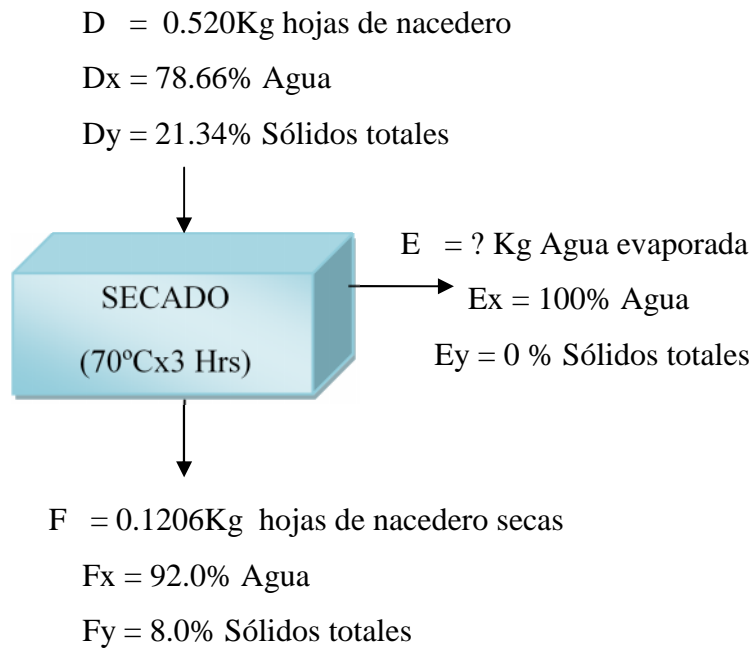 D = 0.520Kg hojas de nacedero
Dx = 78.66% Agua
Dy = 21.34% Sólidos totales
SECADO
(70ºCx3 Hrs)
E = ? Kg Agua evaporada
Ex = 100% Agua
Ey = 0 % Sólidos totales
F = 0.1206Kg hojas de nacedero secas
Fx = 92.0% Agua
Fy = 8.0% Sólidos totales